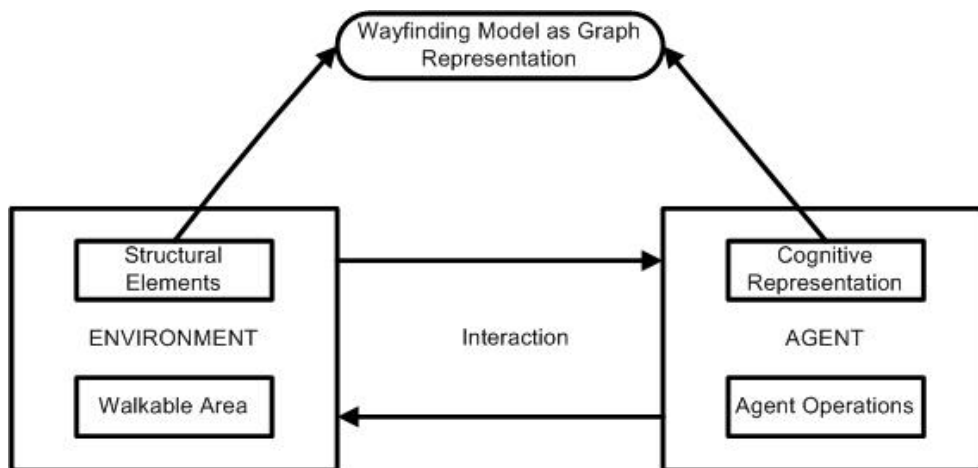 Wayfinding Model as Graph
Representation
Structural
Elements
ENVIRONMENT
Walkable Area
Interaction
Cognitive
Representation
AGENT
Agent Operations